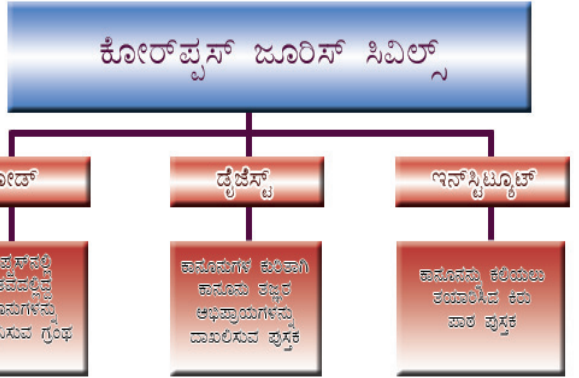 ಕೋರ್‌ಪ್ಪಸ್ ಜೂರಿಸ್ ಸಿವಿಲ್ಸ್
ಡೈಜೆಸ್ಟ್
ಇನ್‌ಸ್ಟಿಟ್ಯೂಟ್
ಕಾನೂನುಗಳ ಕುರಿತಾಗಿ
ಕಾನೂನು ತಜ್ಞರ
ಅಭಿಪ್ರಾಯಗಳನ್ನು
ದಾಖಲಿಸುವ ಪುಸ್ತಕ
ಕಾನೂನನ್ನು ಕಲಿಯಲು
ತಯಾರಿಸಿದ ಕಿರು
ಪಾಠ ಪುಸ್ತಕ
ಗ್ರಂಥ